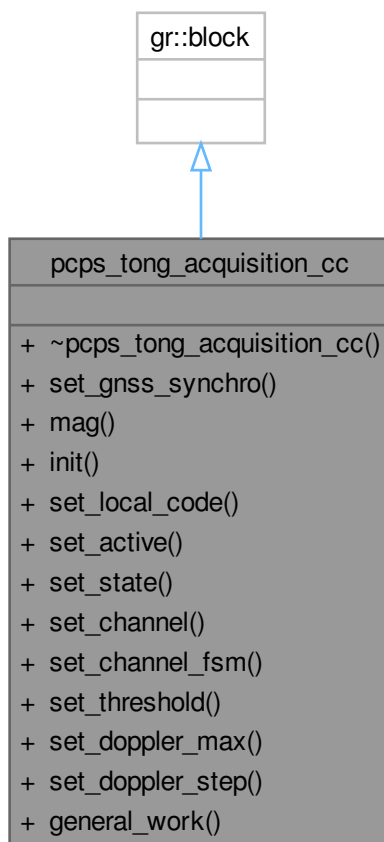 gr::block
pcps_tong_acquisition_cc
+ ~pcps_tong_acquisition_cc()
+ set_gnss_synchro()
+ mag()
+ init()
+ set_local_code()
+ set_active()
+ set_state()
+ set_channel()
+ set_channel_fsm()
+ set_threshold()
+ set_doppler_max()
+ set_doppler_step()
+ general_work()